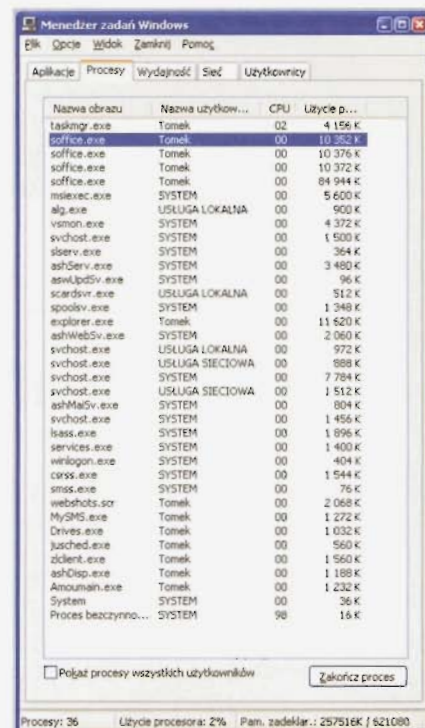 Menedżer zadań Windows
Plik Opcje Widok Zamknij Pomoc
Aplikacje Procesy Wydajność Sieć Użytkownicy
Nazwa obrazu Nazwa użytkow... CPU Użycie p...
taskmgr.exe Tomek 02 4 156 K
soffice.exe Tomek 00 10 352 K
soffice.exe Tomek 00 10 376 K
soffice.exe Tomek 00 10 372 K
soffice.exe Tomek 00 84 944 K
msiexec.exe SYSTEM 00 5 600 K
alg.exe USŁUGA LOKALNA 00 900 K
vsmon.exe SYSTEM 00 4 372 K
svchost.exe SYSTEM 00 1 500 K
slserv.exe SYSTEM 00 364 K
ashServ.exe SYSTEM 00 3 480 K
aswUpdSv.exe SYSTEM 00 96 K
scardsvr.exe USŁUGA LOKALNA 00 512 K
spoolsv.exe SYSTEM 00 1 348 K
explorer.exe Tomek 00 11 620 K
ashWebSv.exe SYSTEM 00 2 060 K
svchost.exe USŁUGA LOKALNA 00 972 K
svchost.exe USŁUGA SIECIOWA 00 888 K
svchost.exe SYSTEM 00 7 784 K
svchost.exe USŁUGA SIECIOWA 00 1 512 K
ashMaiSv.exe SYSTEM 00 804 K
svchost.exe SYSTEM 00 1 456 K
lsass.exe SYSTEM 00 1 896 K
services.exe SYSTEM 00 1 400 K
winlogon.exe SYSTEM 00 404 K
csrss.exe SYSTEM 00 1 544 K
smss.exe SYSTEM 00 76 K
webshots.scr Tomek 00 2 068 K
MySMS.exe Tomek 00 1 272 K
Drives.exe Tomek 00 1 032 K
jusched.exe Tomek 00 560 K
zlclient.exe Tomek 00 1 560 K
ashDisp.exe Tomek 00 1 188 K
Amoumain.exe Tomek 00 1 232 K
System SYSTEM 00 36 K
Proces bezczynno... SYSTEM 98 16 K
Pokaż procesy wszystkich użytkowników Zakończ proces
Procesy: 36 Użycie procesora: 2% Pam. zadeklar.: 257516K / 621080